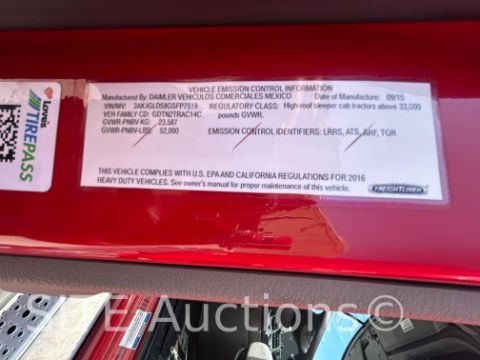 VEHICLE EMISSION CONTROL INFORMATION
Manufactured By: DAIMLER VEHICULOS COMERCIALES MEXICO Date of Manufacture: 09/15
VIN/NIV: 3AKJGLD58GSFP7519 REGULATORY CLASS: High-roof sleeper cab tractors above 33,000
VEH FAMILY CD: GDTN2TRAC14C pounds GVWR.
GVWR-PNBV-KG: 23,587
GVWR-PNBV-LBS: 52,000 EMISSION CONTROL IDENTIFIERS: LRRS, ATS, ARF, TGR
THIS VEHICLE COMPLIES WITH U.S. EPA AND CALIFORNIA REGULATIONS FOR 2016
HEAVY DUTY VEHICLES. See owner's manual for proper maintenance of this vehicle.
FREIGHTLINER
Love's
TIREPASS
E Auctions©